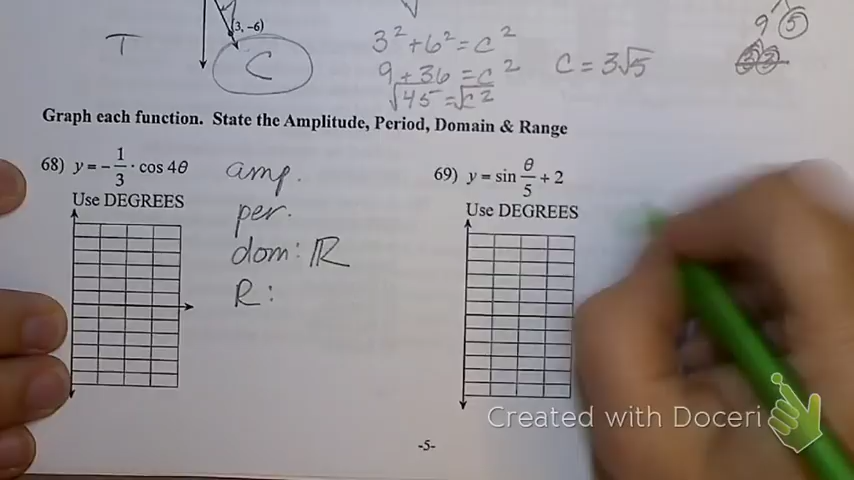 (3, -6)
T
C
3² + 6² = c²
9 + 36 = c²
√45 = √c²
c = 3√5
9 5
Graph each function. State the Amplitude, Period, Domain & Range
68) y = -1/3 · cos 4θ
Use DEGREES
amp.
per.
dom: ℝ
R:
69) y = sin θ/5 + 2
Use DEGREES
-5-
Created with Doceri